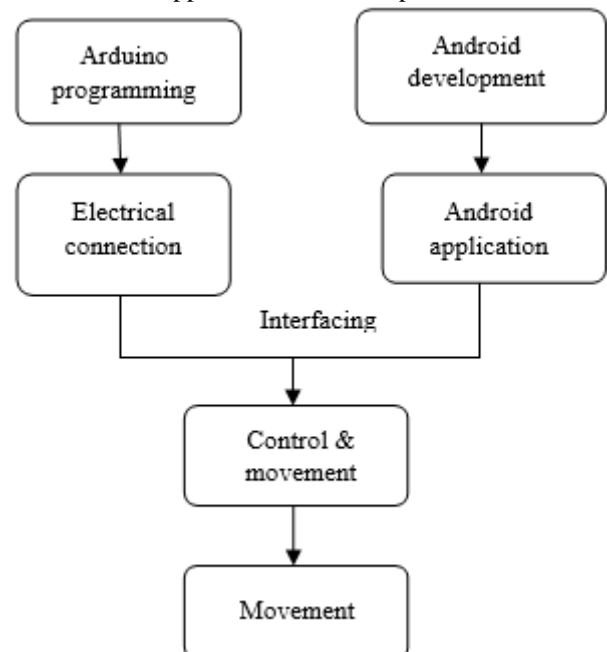 Arduino
programming
Android
development
Electrical
connection
Android
application
Interfacing
Control &
movement
Movement